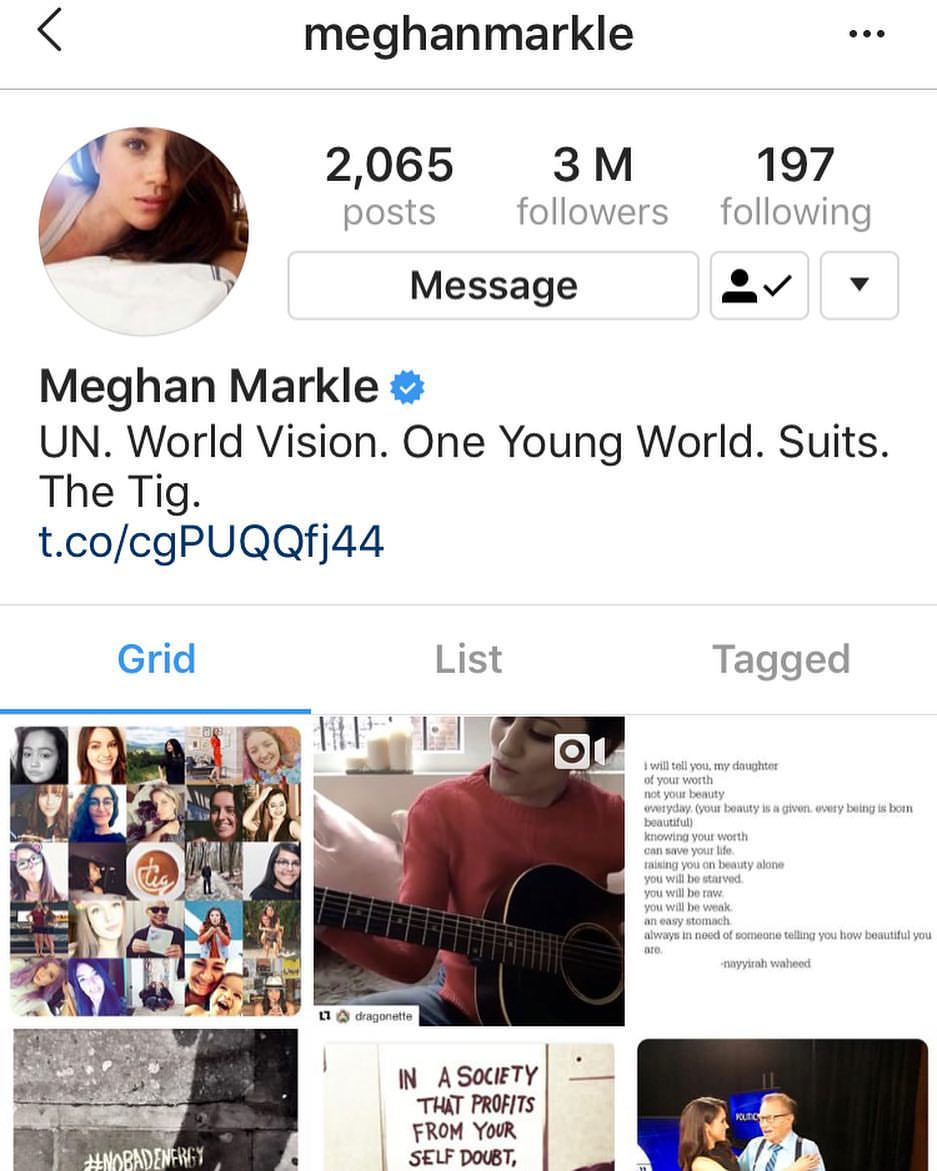 meghanmarkle
2,065
3 M
197
posts
followers
following
Message
Meghan Markle
UN. World Vision. One Young World. Suits.
The Tig.
t.co/cgPUQQfj44
Grid
List
Tagged
tig
dragonette
i will tell you, my daughter
of your worth
not your beauty
everyday. (your beauty is a given. every being is born
beautiful)
knowing your worth
can save your life.
raising you on beauty alone
you will be starved.
you will be raw.
you will be weak.
an easy stomach.
always in need of someone telling you how beautiful you
are.
-nayyirah waheed
#NOBADENERGY
IN A SOCIETY
THAT PROFITS
FROM YOUR
SELF DOUBT,